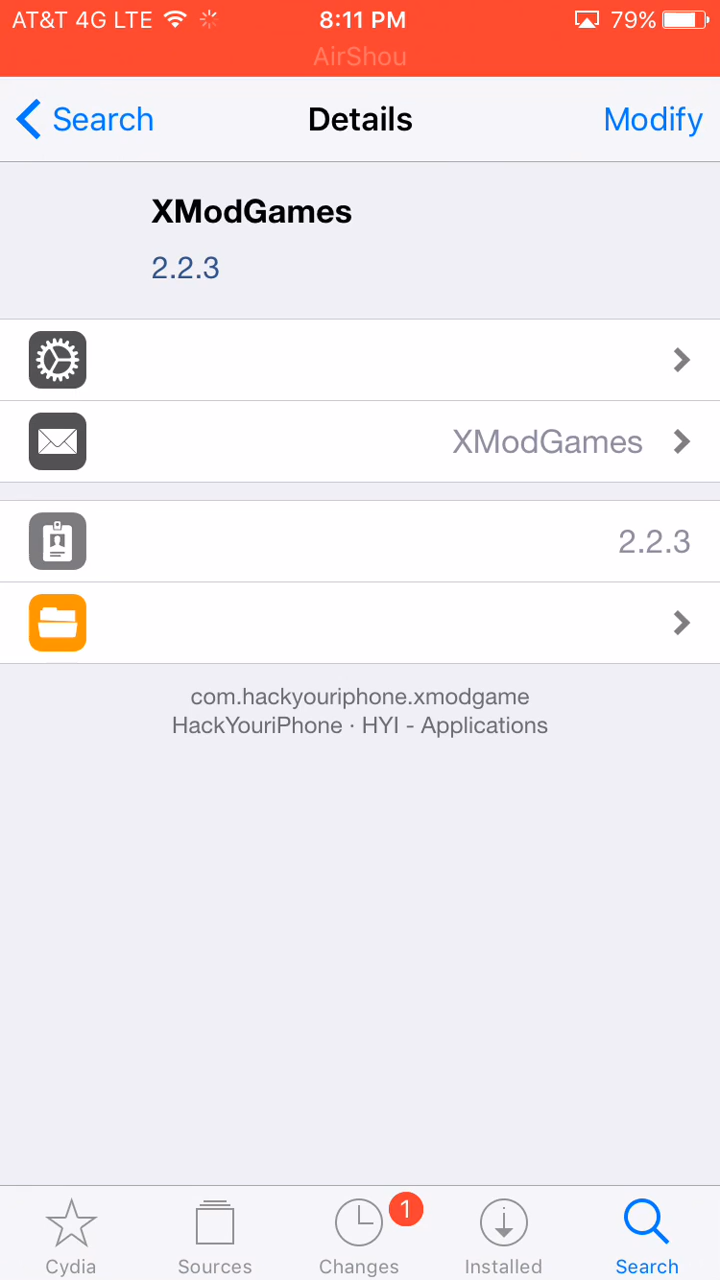 AT&T 4G LTE 8:11 PM 79%
AirShou
Search Details Modify
XModGames
2.2.3
XModGames
2.2.3
com.hackyouriphone.xmodgame
HackYouriPhone · HYI - Applications
1
Cydia Sources Changes Installed Search